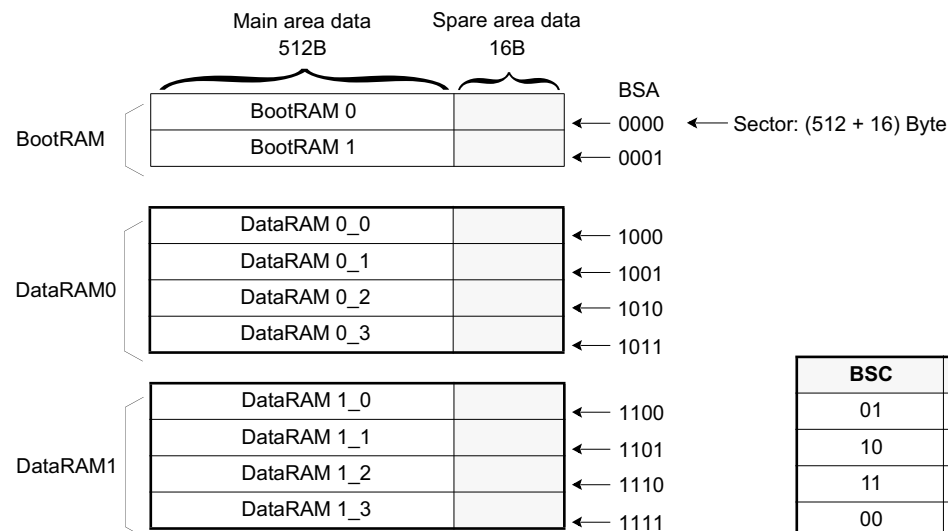 Main area data
512B
Spare area data
16B
BSA
BootRAM
BootRAM 0
0000
Sector: (512 + 16) Byte
BootRAM 1
0001
DataRAM0
DataRAM 0_0
1000
DataRAM 0_1
1001
DataRAM 0_2
1010
DataRAM 0_3
1011
DataRAM1
DataRAM 1_0
1100
DataRAM 1_1
1101
DataRAM 1_2
1110
DataRAM 1_3
1111
BSC
01
10
11
00